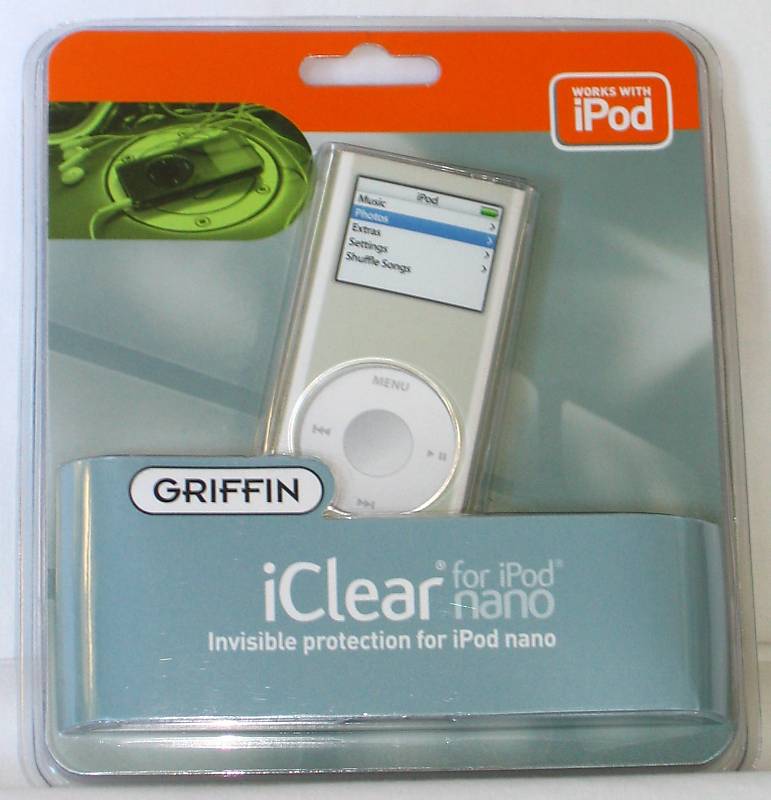 WORKS WITH
iPod
iPod
Music
Photos
Extras
Settings
Shuffle Songs
MENU
GRIFFIN
iClear® for iPod®
nano
Invisible protection for iPod nano